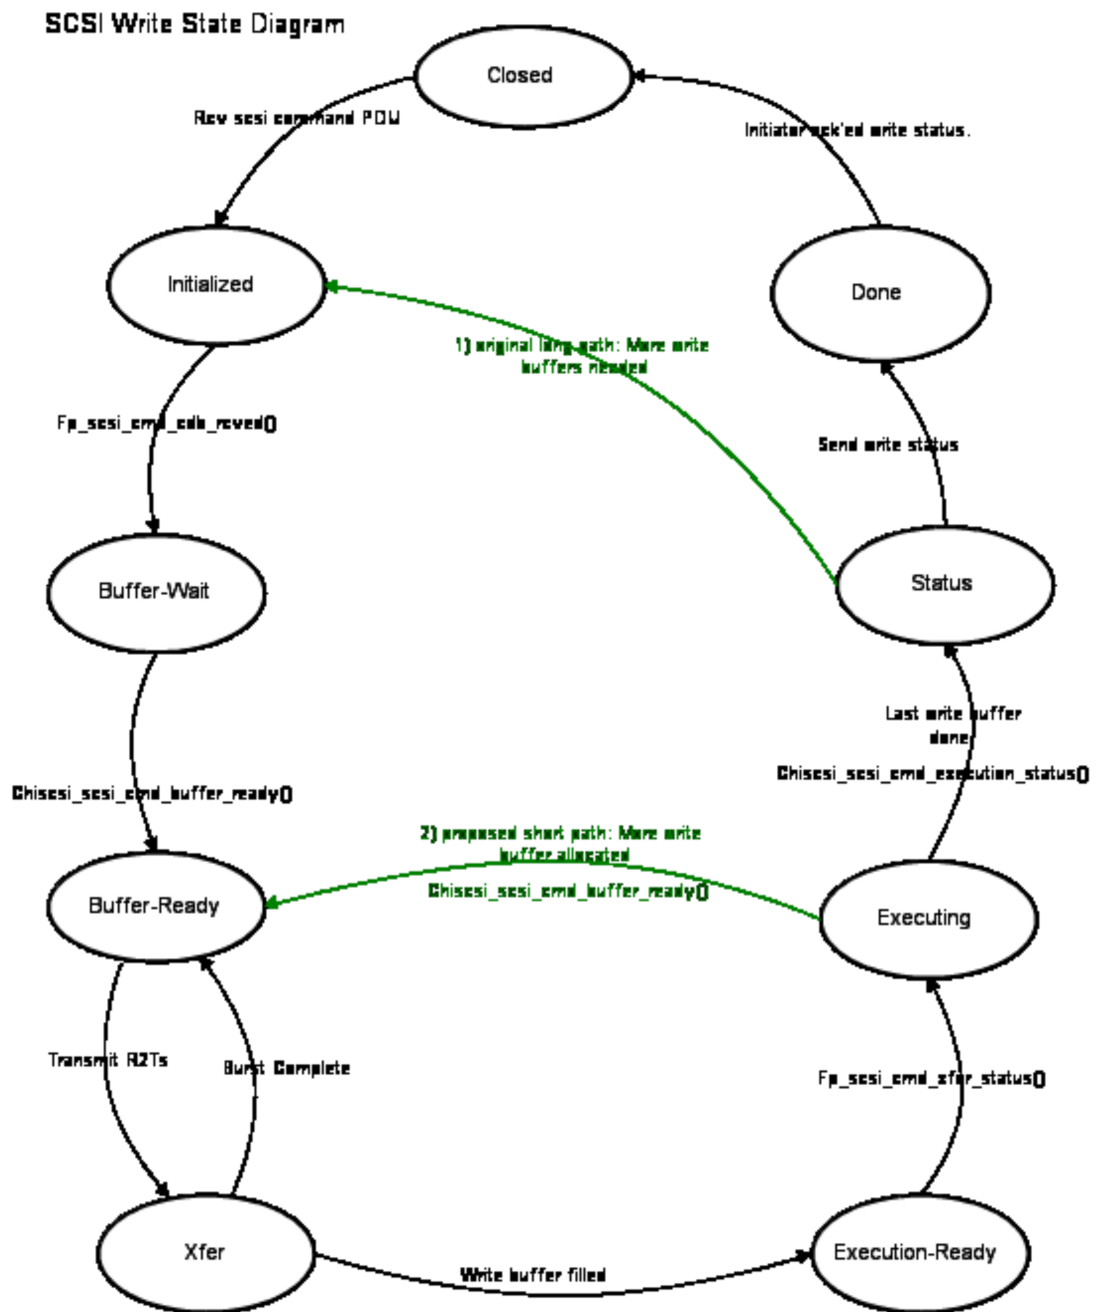 SCSI Write State Diagram
Closed
Rcv scsi command PDU
Initiator ack'ed write status.
Initialized
Done
1) original long path: More write
buffers needed
Fp_scsi_cmd_cdb_rcved()
Send write status
Buffer-Wait
Status
Last write buffer
done
Chiscsi_scsi_cmd_execution_status()
Chiscsi_scsi_cmd_buffer_ready()
2) proposed short path: More write
buffer allocated
Chiscsi_scsi_cmd_buffer_ready()
Buffer-Ready
Executing
Transmit R2Ts
Burst Complete
Fp_scsi_cmd_xfer_status()
Xfer
Execution-Ready
Write buffer filled